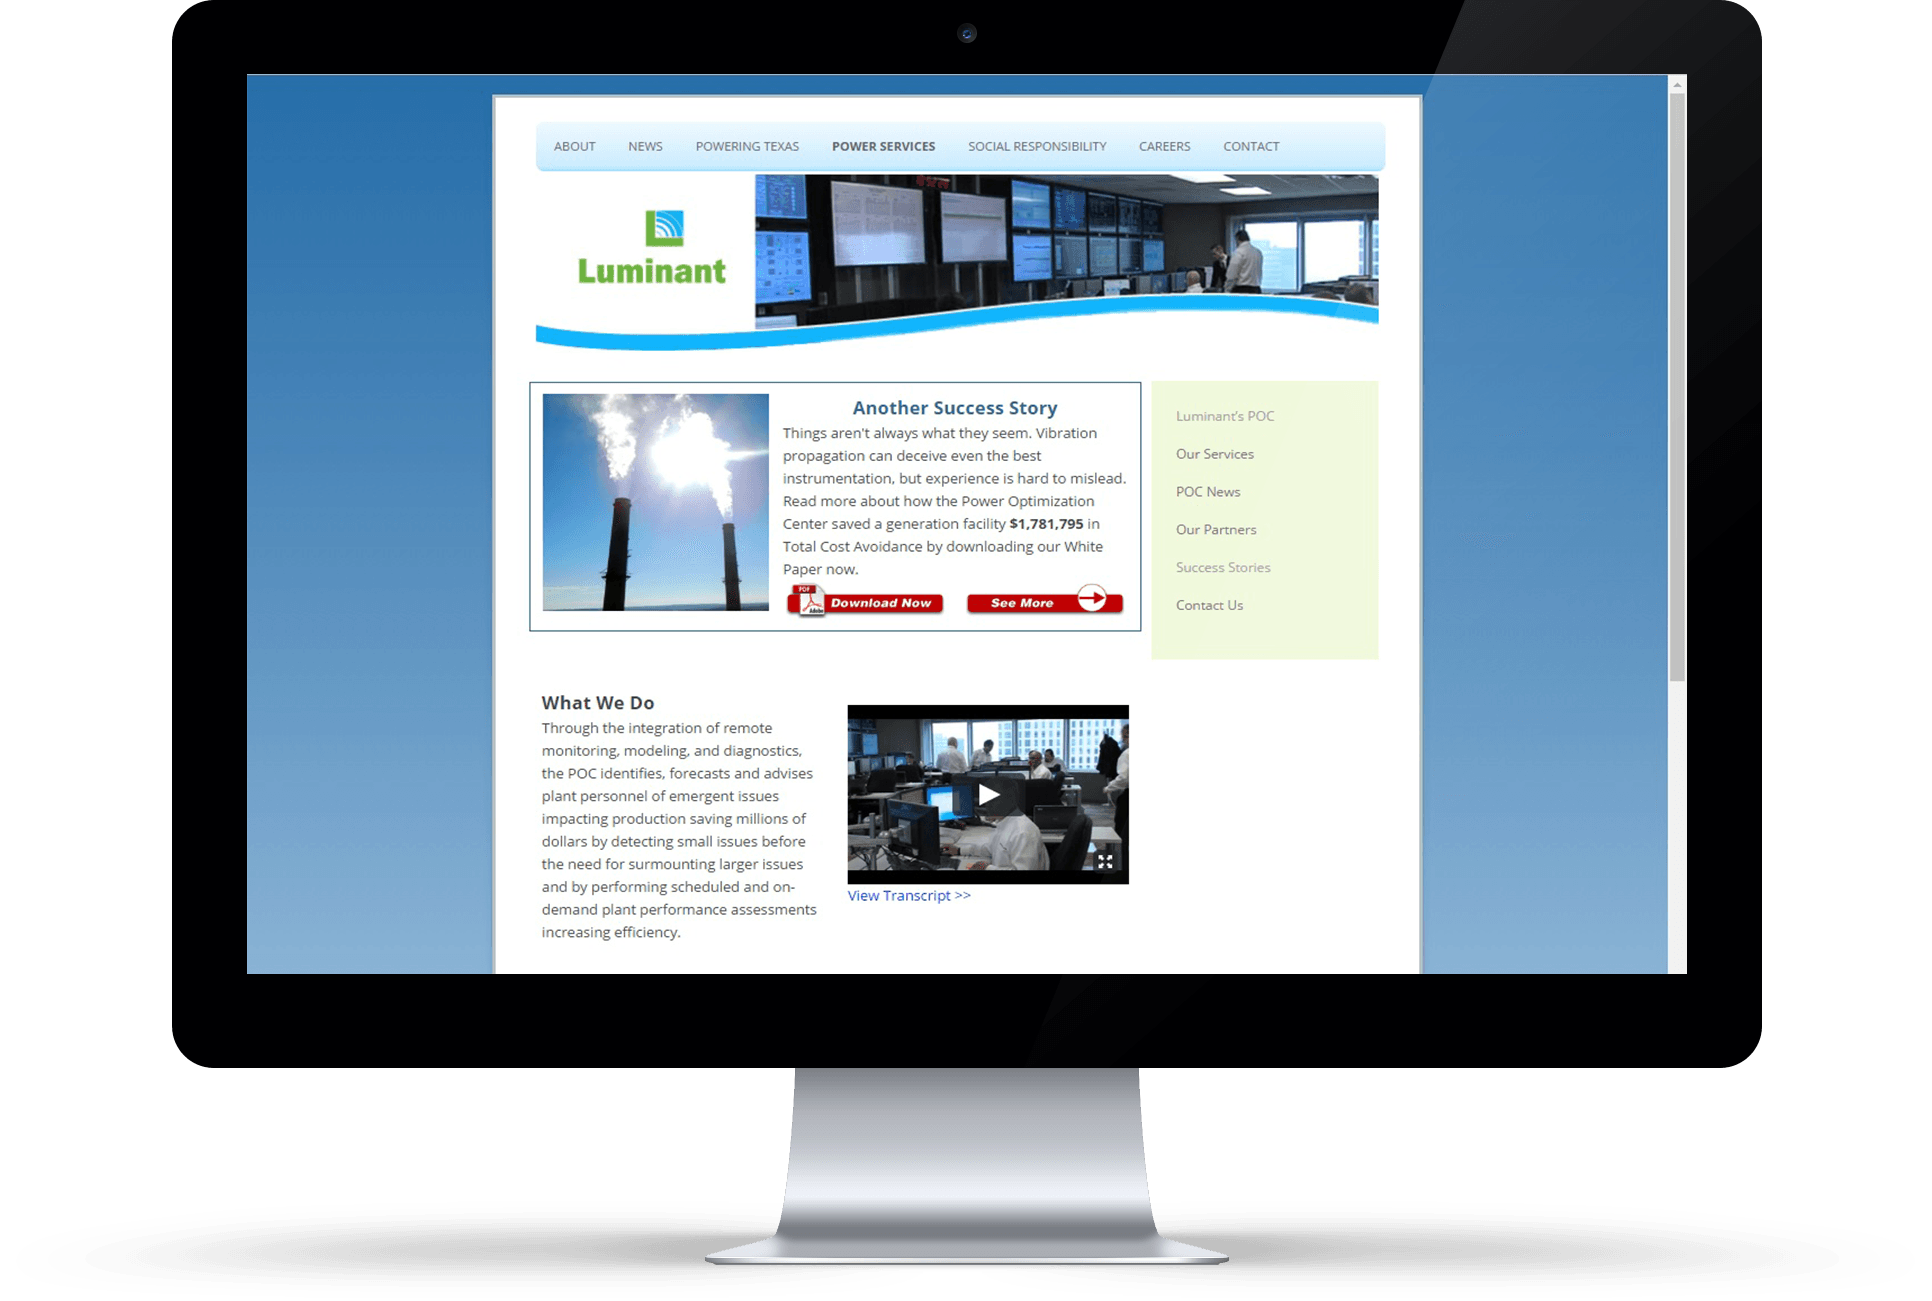 ABOUT NEWS POWERING TEXAS POWER SERVICES SOCIAL RESPONSIBILITY CAREERS CONTACT
Luminant
Another Success Story
Things aren't always what they seem. Vibration
propagation can deceive even the best
instrumentation, but experience is hard to mislead.
Read more about how the Power Optimization
Center saved a generation facility $1,781,795 in
Total Cost Avoidance by downloading our White
Paper now.
PDF
Adobe
Download Now
See More
Luminant's POC
Our Services
POC News
Our Partners
Success Stories
Contact Us
What We Do
Through the integration of remote
monitoring, modeling, and diagnostics,
the POC identifies, forecasts and advises
plant personnel of emergent issues
impacting production saving millions of
dollars by detecting small issues before
the need for surmounting larger issues
and by performing scheduled and on-
demand plant performance assessments
increasing efficiency.
View Transcript >>